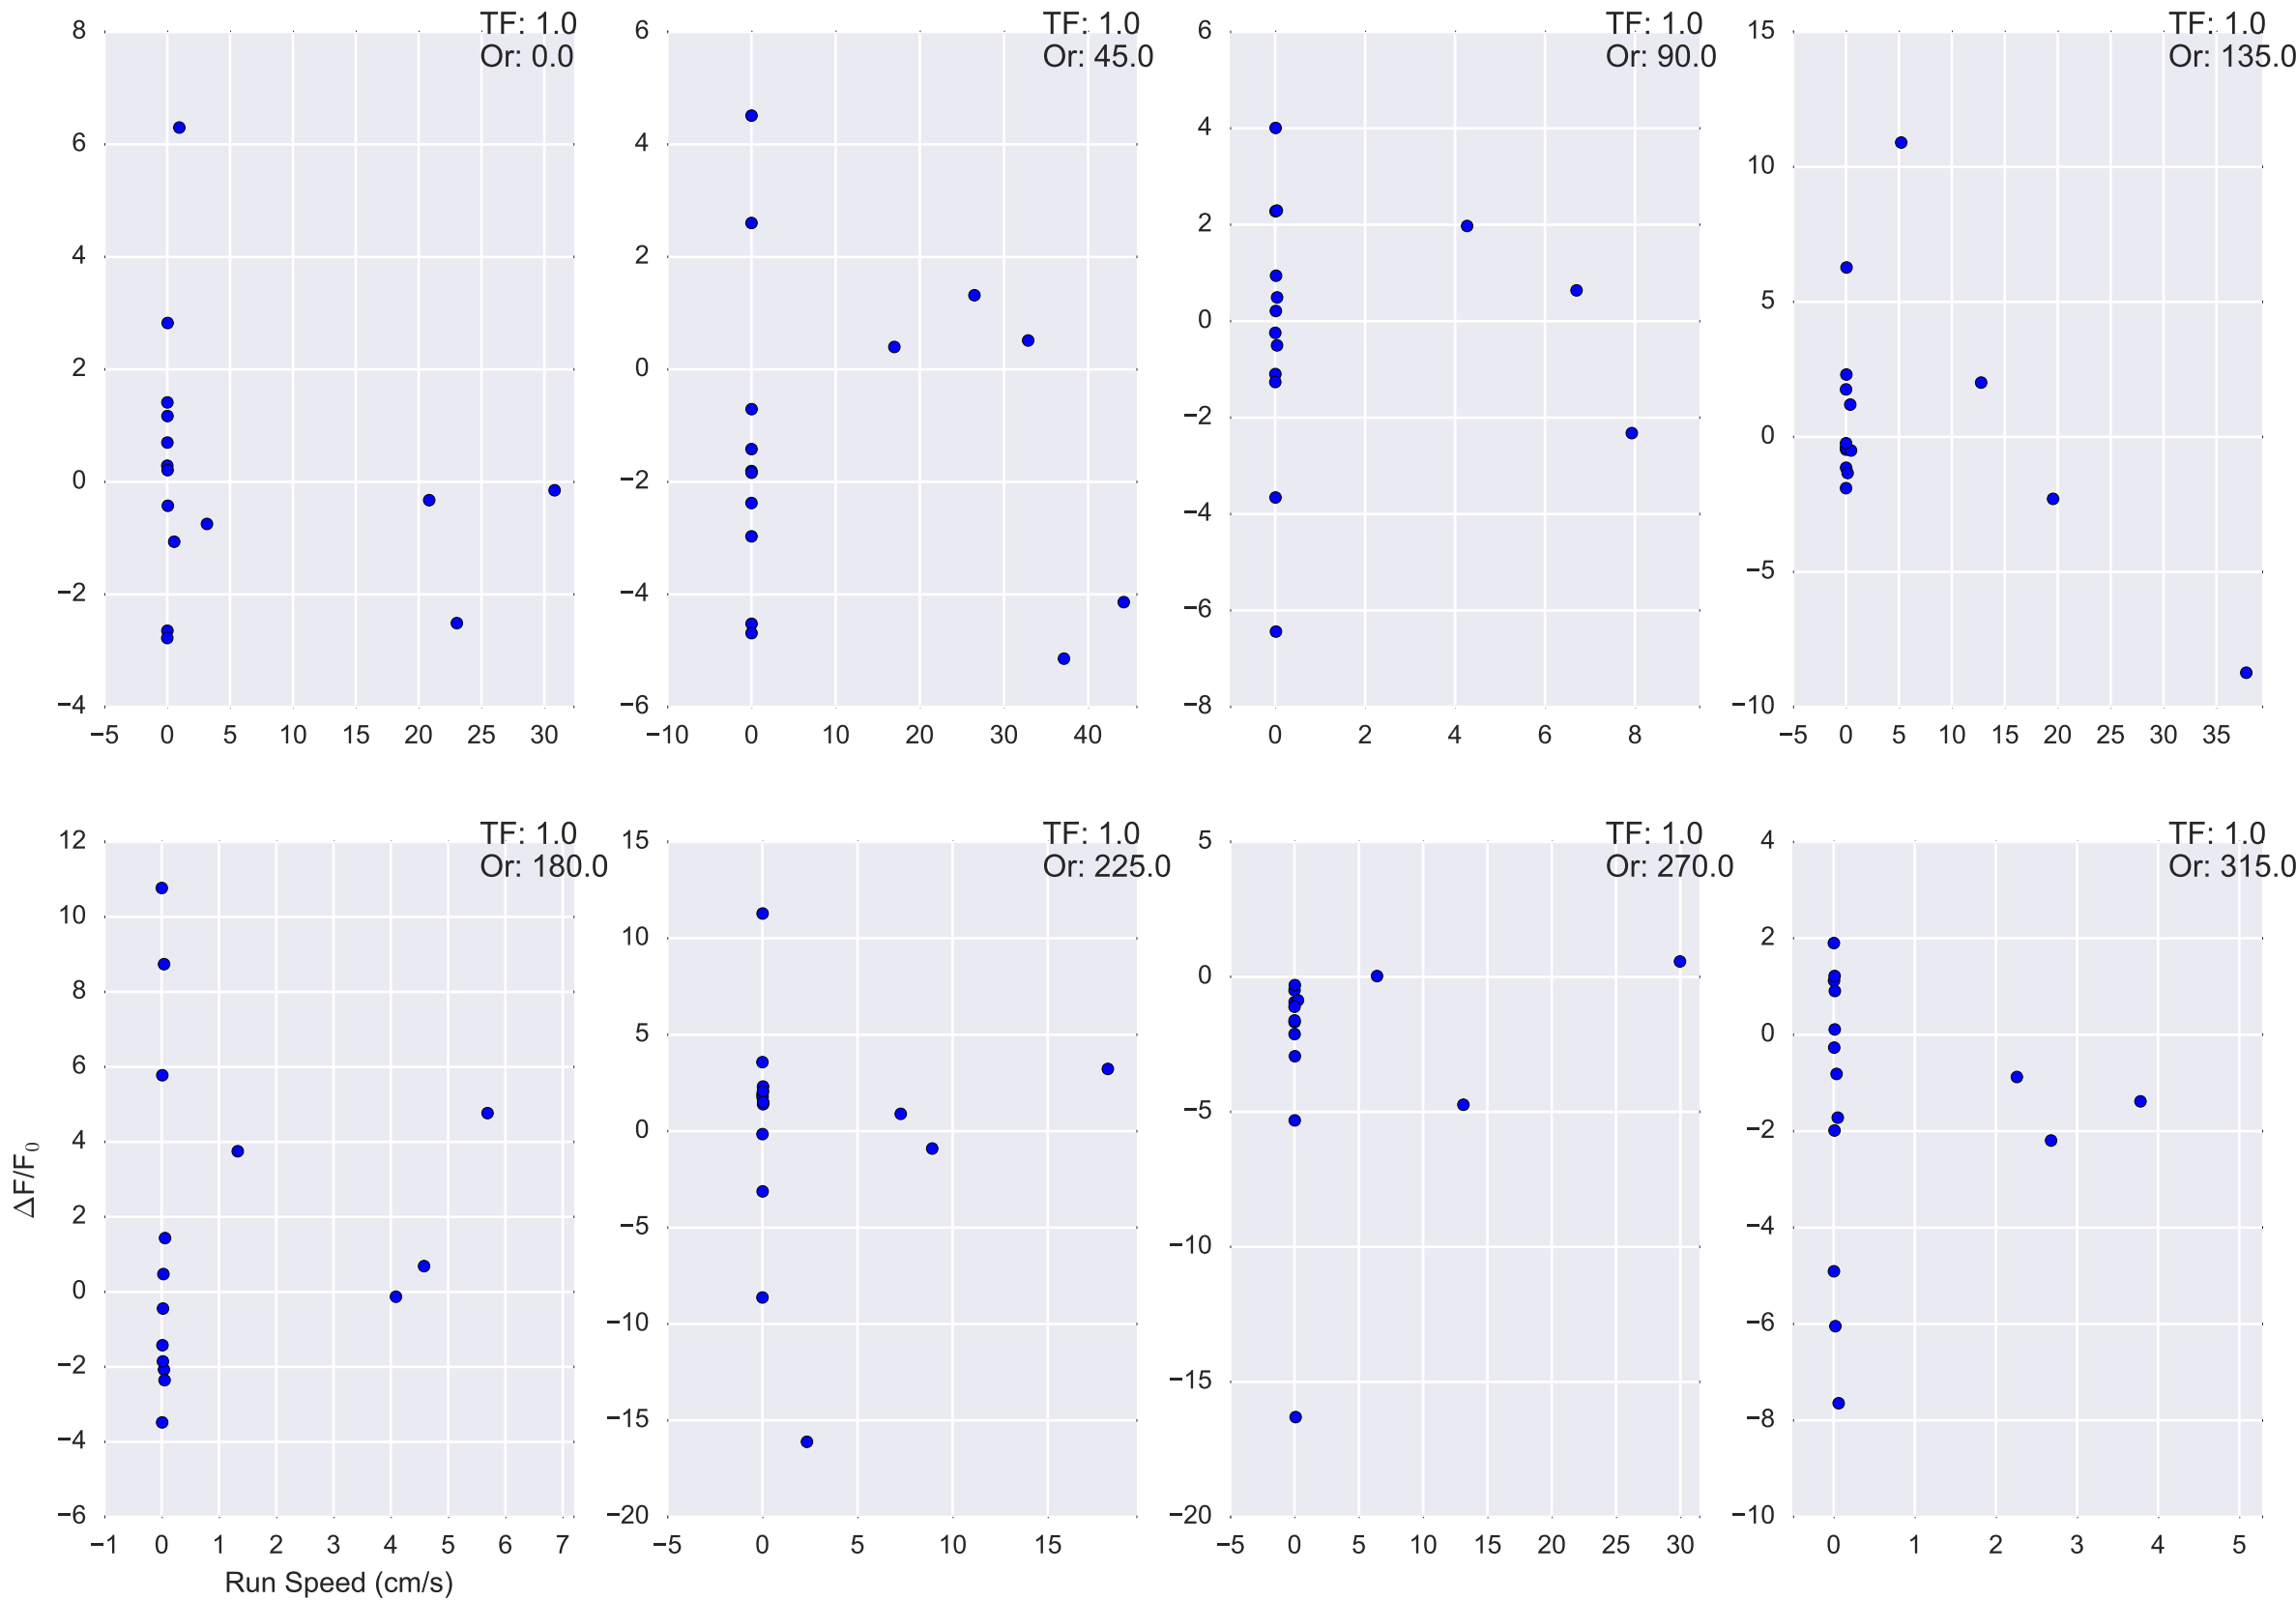 TF: 1.0
Or: 0.0
8
6
4
2
0
−2
−4
−5 0 5 10 15 20 25 30
TF: 1.0
Or: 45.0
6
4
2
0
−2
−4
−6
−10 0 10 20 30 40
TF: 1.0
Or: 90.0
6
4
2
0
−2
−4
−6
−8
0 2 4 6 8
TF: 1.0
Or: 135.0
15
10
5
0
−5
−10
−5 0 5 10 15 20 25 30 35
TF: 1.0
Or: 180.0
12
10
8
6
4
2
0
−2
−4
−6
−1 0 1 2 3 4 5 6 7
Run Speed (cm/s)
ΔF/F₀
TF: 1.0
Or: 225.0
15
10
5
0
−5
−10
−15
−20
−5 0 5 10 15
TF: 1.0
Or: 270.0
5
0
−5
−10
−15
−20
−5 0 5 10 15 20 25 30
TF: 1.0
Or: 315.0
4
2
0
−2
−4
−6
−8
−10
0 1 2 3 4 5